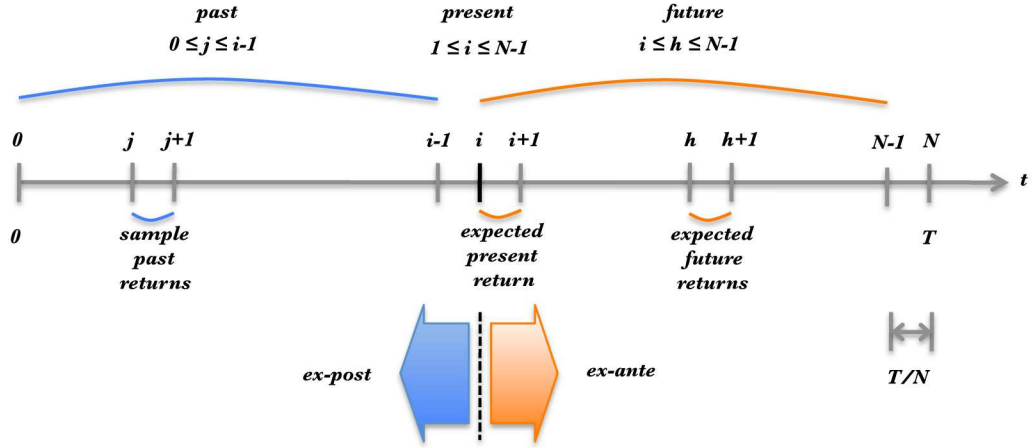 past
present
future
0 ≤ j ≤ i-1
1 ≤ i ≤ N-1
i ≤ h ≤ N-1
0
j
j+1
i-1
i
i+1
h
h+1
N-1
N
t
0
sample
past
returns
expected
present
return
expected
future
returns
T
ex-post
ex-ante
T/N